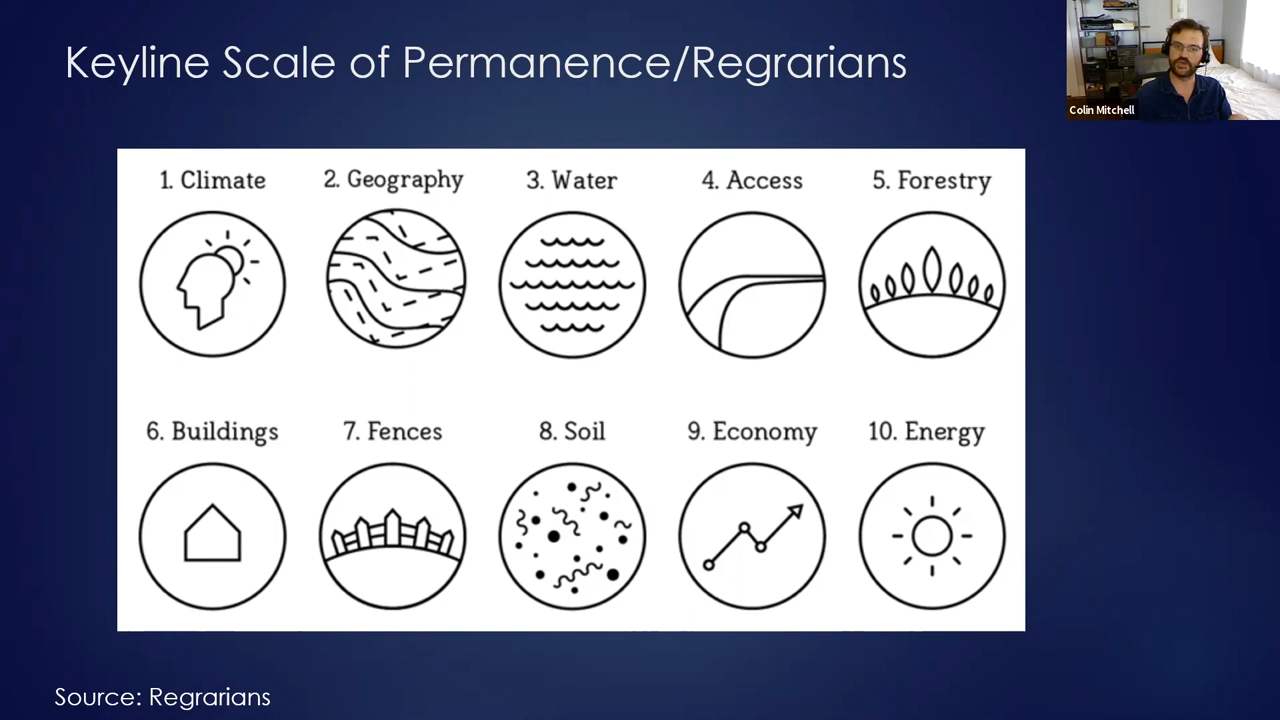 Keyline Scale of Permanence/Regrarians
Colin Mitchell
1. Climate
2. Geography
3. Water
4. Access
5. Forestry
6. Buildings
7. Fences
8. Soil
9. Economy
10. Energy
Source: Regrarians